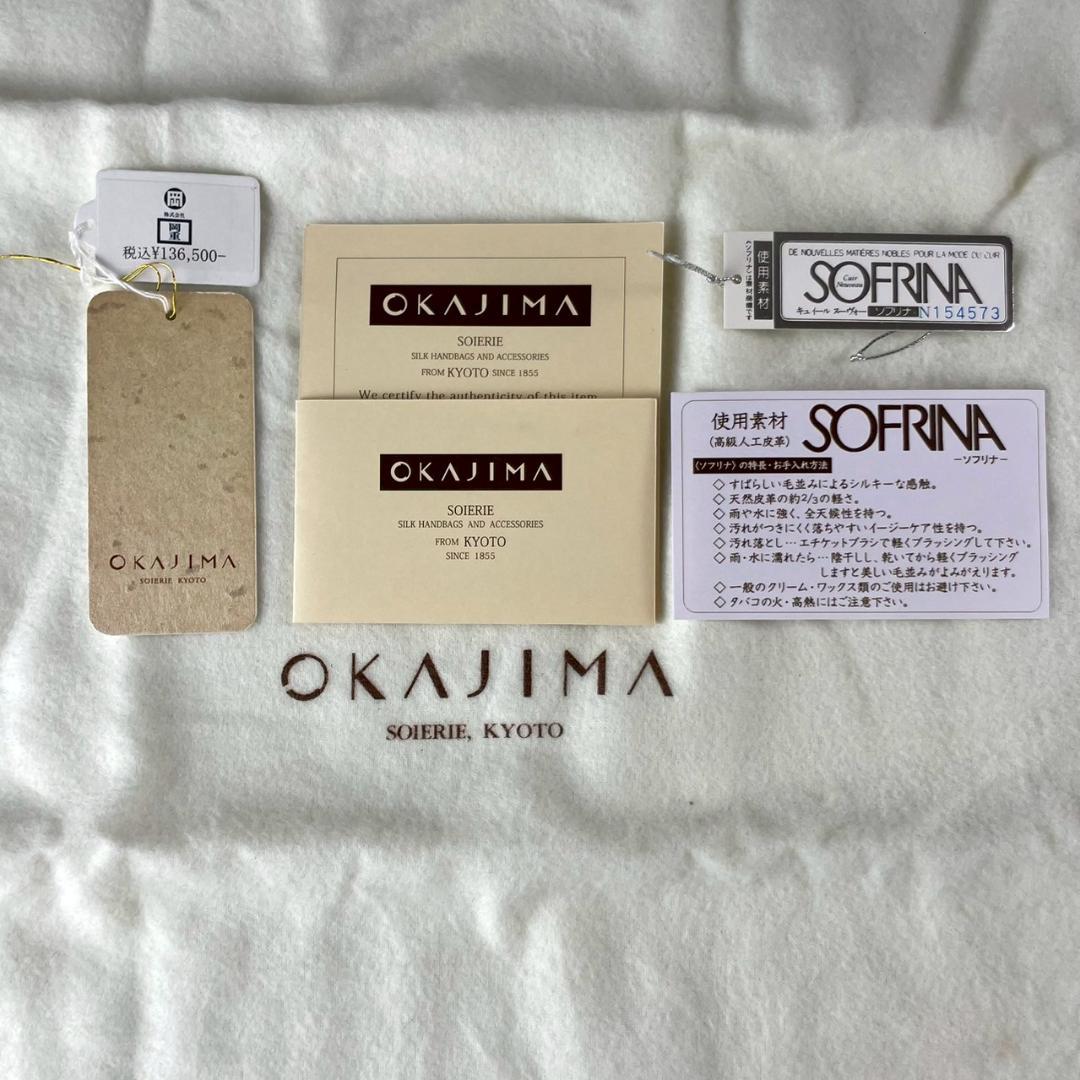 株式会社
岡重
税込¥136,500-
OKAJIMA
SOIERIE KYOTO
OKAJIMA
SOIERIE
SILK HANDBAGS AND ACCESSORIES
FROM KYOTO SINCE 1855
We certify the authenticity of this item
OKAJIMA
SOIERIE
SILK HANDBAGS AND ACCESSORIES
FROM KYOTO
SINCE 1855
使用素材
《ソフリナ》は素材商標です
DE NOUVELLES MATIÈRES NOBLES POUR LA MODE DU CUIR
SOFRINA
Cuir
Nouveau
キュイール ヌーヴォー ソフリナ N154573
使用素材
(高級人工皮革)
SOFRINA
ーソフリナー
《ソフリナ》の特長・お手入れ方法
◇ すばらしい毛並みによるシルキーな感触。
◇ 天然皮革の約2/3の軽さ。
◇ 雨や水に強く、全天候性を持つ。
◇ 汚れがつきにくく落ちやすいイージーケア性を持つ。
◇ 汚れ落とし…エチケットブラシで軽くブラッシングして下さい。
◇ 雨・水に濡れたら…陰干しし、乾いてから軽くブラッシング
しますと美しい毛並みがよみがえります。
◇ 一般のクリーム・ワックス類のご使用はお避け下さい。
◇ タバコの火・高熱にはご注意下さい。
OKAJIMA
SOIERIE, KYOTO